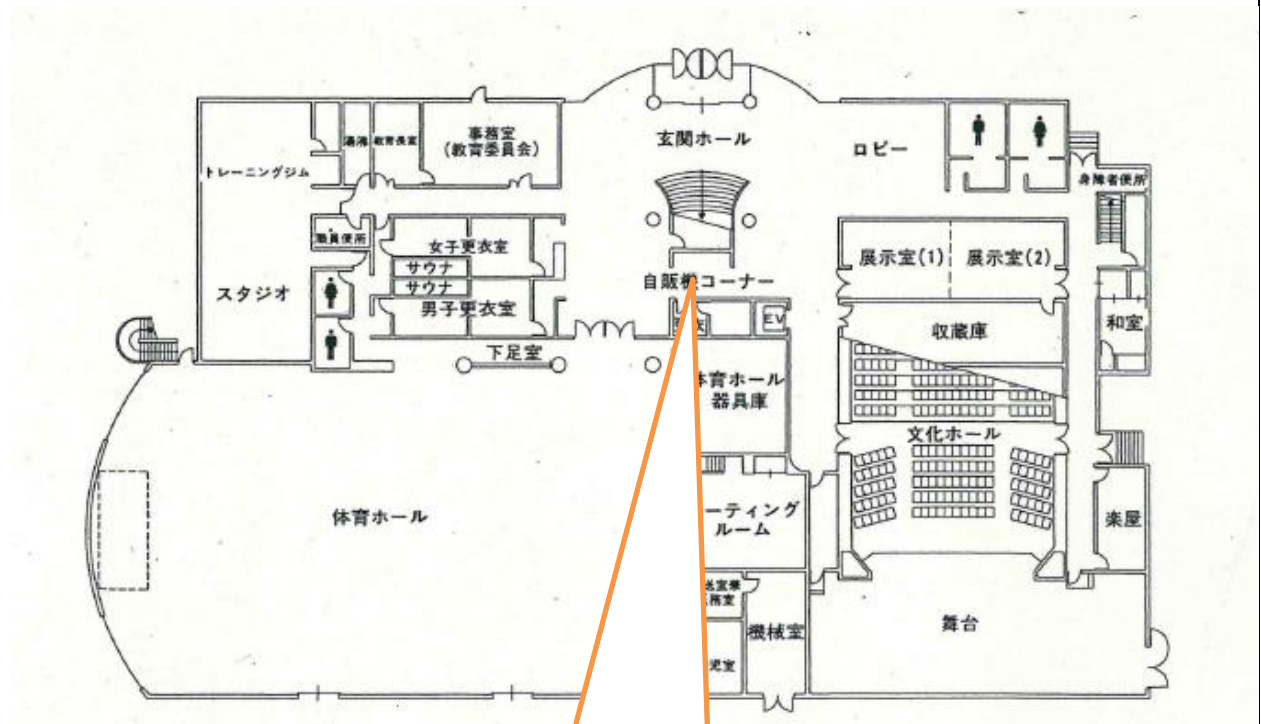 玄関ホール
ロビー
事務室
(教育委員会)
教育長室
湯沸
トレーニングジム
身障者便所
職員便所
女子更衣室
サウナ
サウナ
男子更衣室
スタジオ
展示室(1)
展示室(2)
自販機コーナー
EV
収蔵庫
和室
下足室
体育ホール
器具庫
文化ホール
体育ホール
ーティング
ルーム
楽屋
機械室
舞台
児室